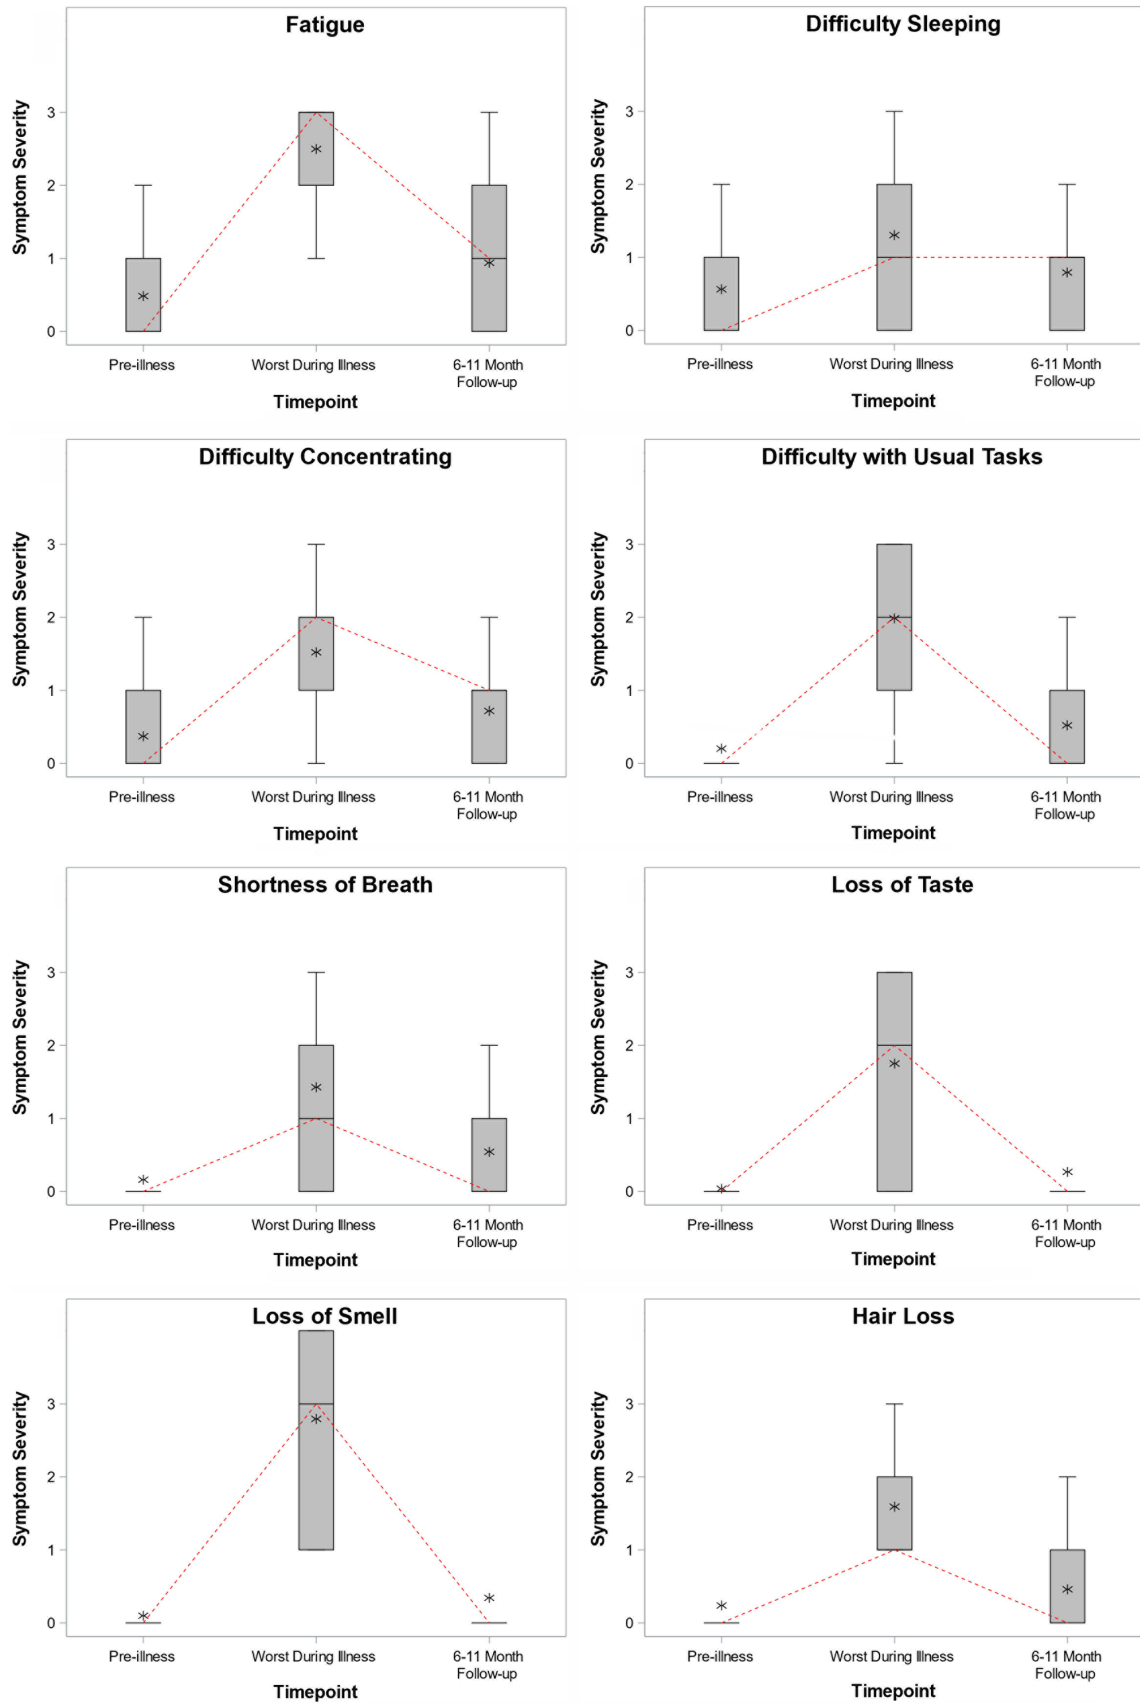 Fatigue
Symptom Severity
3
2
1
0
Pre-illness
Worst During Illness
6-11 Month
Follow-up
Timepoint
Difficulty Sleeping
Symptom Severity
3
2
1
0
Pre-illness
Worst During Illness
6-11 Month
Follow-up
Timepoint
Difficulty Concentrating
Symptom Severity
3
2
1
0
Pre-illness
Worst During Illness
6-11 Month
Follow-up
Timepoint
Difficulty with Usual Tasks
Symptom Severity
3
2
1
0
Pre-illness
Worst During Illness
6-11 Month
Follow-up
Timepoint
Shortness of Breath
Symptom Severity
3
2
1
0
Pre-illness
Worst During Illness
6-11 Month
Follow-up
Timepoint
Loss of Taste
Symptom Severity
3
2
1
0
Pre-illness
Worst During Illness
6-11 Month
Follow-up
Timepoint
Loss of Smell
Symptom Severity
3
2
1
0
Pre-illness
Worst During Illness
6-11 Month
Follow-up
Timepoint
Hair Loss
Symptom Severity
3
2
1
0
Pre-illness
Worst During Illness
6-11 Month
Follow-up
Timepoint